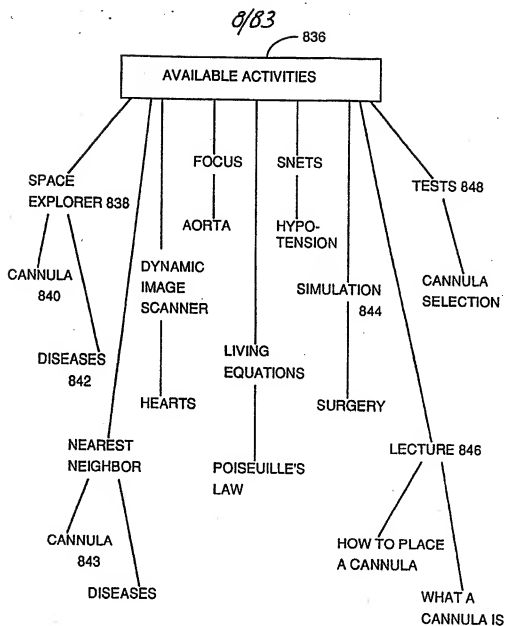 8/83
836
AVAILABLE ACTIVITIES
FOCUS
SNETS
SPACE
EXPLORER 838
TESTS 848
AORTA
HYPO-
TENSION
CANNULA
840
DYNAMIC
IMAGE
SCANNER
SIMULATION
844
CANNULA
SELECTION
DISEASES
842
LIVING
EQUATIONS
HEARTS
SURGERY
NEAREST
NEIGHBOR
LECTURE 846
POISEUILLE'S
LAW
CANNULA
843
HOW TO PLACE
A CANNULA
DISEASES
WHAT A
CANNULA IS